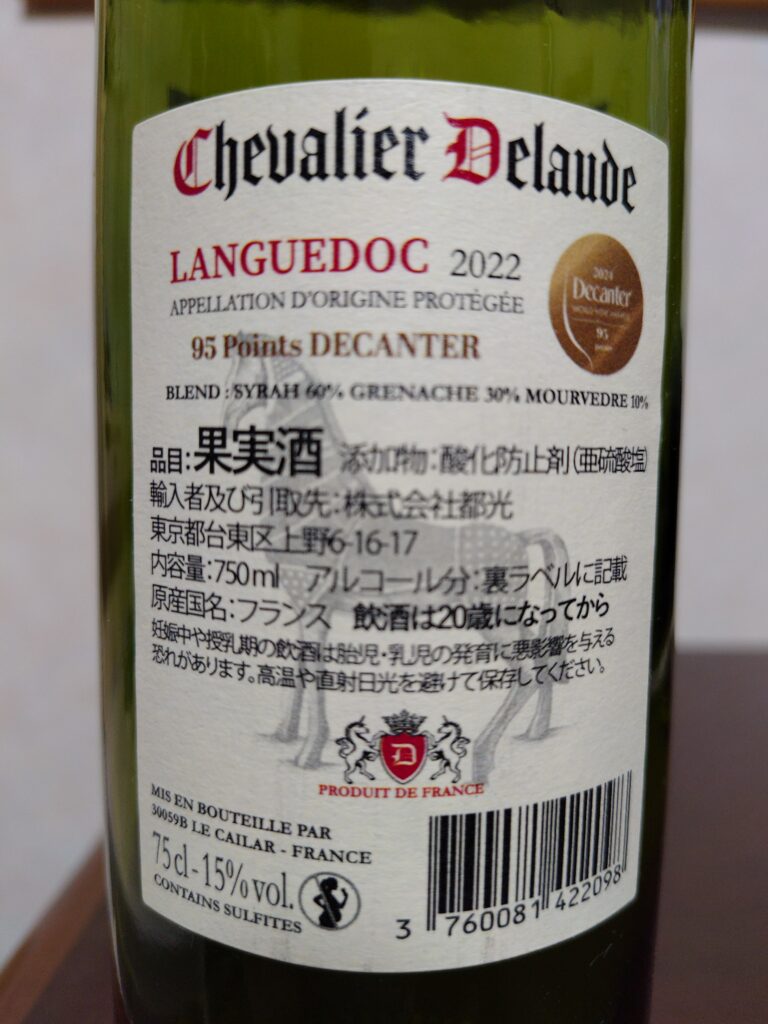 Chevalier Delaude
LANGUEDOC 2022
APPELLATION D'ORIGINE PROTÉGÉE
95 Points DECANTER
2024
Decanter
WORLD WINE AWARDS
95
BLEND : SYRAH 60% GRENACHE 30% MOURVEDRE 10%
品目:果実酒 添加物:酸化防止剤(亜硫酸塩)
輸入者及び引取先:株式会社都光
東京都台東区上野6-16-17
内容量:750ml アルコール分:裏ラベルに記載
原産国名:フランス 飲酒は20歳になってから
妊娠中や授乳期の飲酒は胎児・乳児の発育に悪影響を与える
恐れがあります。高温や直射日光を避けて保存してください。
D
PRODUIT DE FRANCE
MIS EN BOUTEILLE PAR
30059B LE CAILAR - FRANCE
75 cl - 15% vol.
CONTAINS SULFITES
3 760081 422098